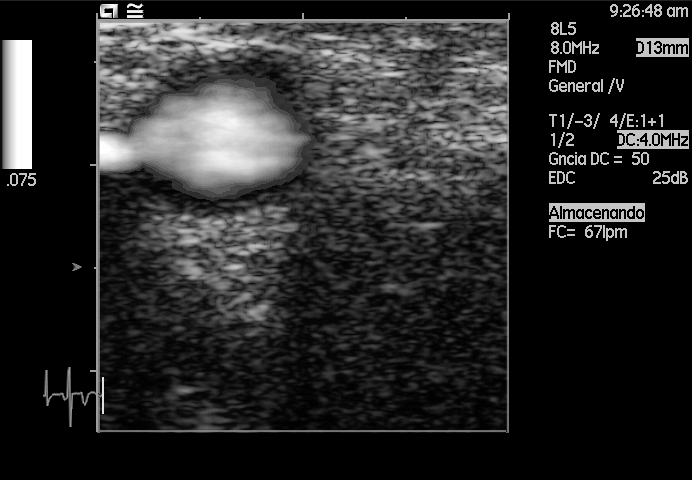 9:26:48 am
8L5
8.0MHz 013mm
FMD
General /V
T1/-3/ 4/E:1+1
1/2 DC:4.0MHz
Gncia DC = 50
EDC 25dB
Almacenando
FC= 67lpm
.075